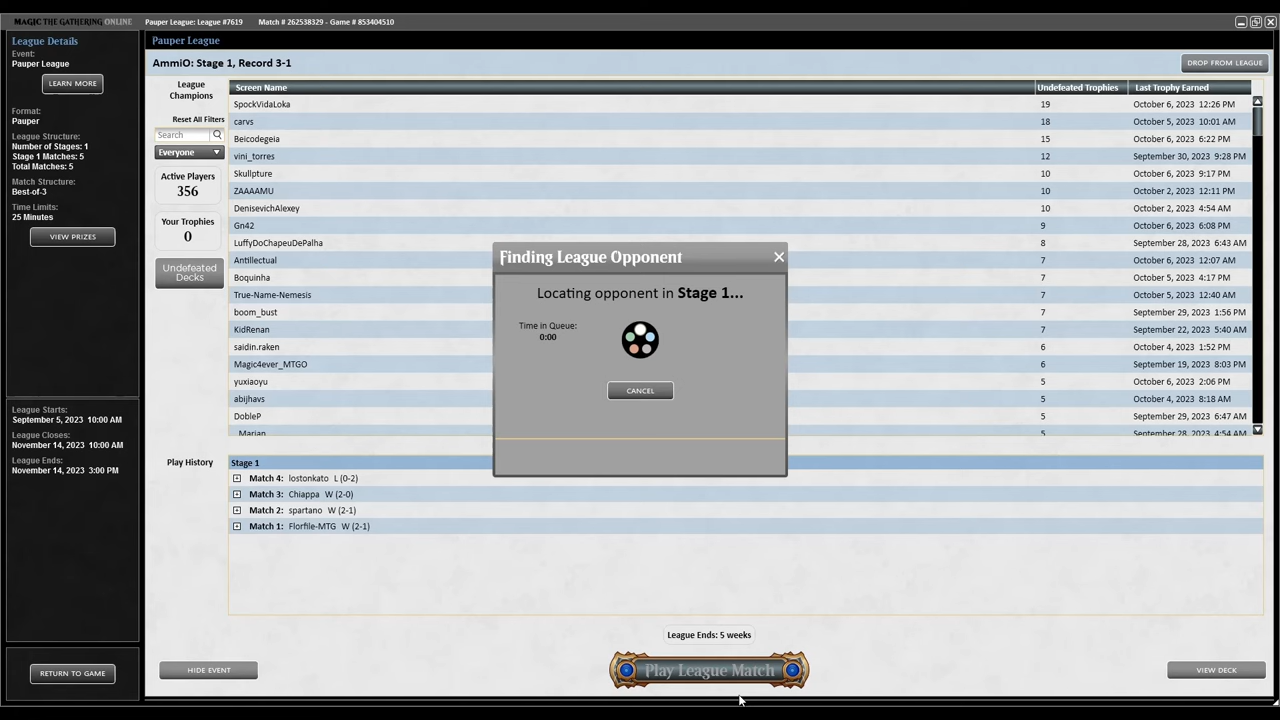 MAGIC THE GATHERING ONLINE
Pauper League: League #7619
Match # 262538329 - Game # 853404510
League Details
Event:
Pauper League
LEARN MORE
Format:
Pauper
League Structure:
Number of Stages: 1
Stage 1 Matches: 5
Total Matches: 5
Match Structure:
Best-of-3
Time Limits:
25 Minutes
VIEW PRIZES
League Starts:
September 5, 2023 10:00 AM
League Closes:
November 14, 2023 10:00 AM
League Ends:
November 14, 2023 3:00 PM
RETURN TO GAME
Pauper League
AmmiO: Stage 1, Record 3-1
DROP FROM LEAGUE
League
Champions
Reset All Filters
Search
Everyone
Active Players
356
Your Trophies
0
Undefeated
Decks
Screen Name Undefeated Trophies Last Trophy Earned
SpockVidaLoka 19 October 6, 2023 12:26 PM
carvs 18 October 5, 2023 10:01 AM
Beicodegeia 15 October 6, 2023 6:22 PM
vini_torres 12 September 30, 2023 9:28 PM
Skullpture 10 October 6, 2023 9:17 PM
ZAAAAMU 10 October 2, 2023 12:11 PM
DenisevichAlexey 10 October 2, 2023 4:54 AM
Gn42 9 October 6, 2023 6:08 PM
LuffyDoChapeuDePalha 8 September 28, 2023 6:43 AM
Antillectual 7 October 6, 2023 12:07 AM
Boquinha 7 October 5, 2023 4:17 PM
True-Name-Nemesis 7 October 5, 2023 12:40 AM
boom_bust 7 September 29, 2023 1:56 PM
KidRenan 7 September 22, 2023 5:40 AM
saidin.raken 6 October 4, 2023 1:52 PM
Magic4ever_MTGO 6 September 19, 2023 8:03 PM
yuxiaoyu 5 October 6, 2023 2:06 PM
abijhavs 5 October 4, 2023 8:18 AM
DobleP 5 September 29, 2023 6:47 AM
_Marian_ 5 September 28, 2023 4:54 AM
Finding League Opponent
Locating opponent in Stage 1...
Time in Queue:
0:00
CANCEL
Play History
Stage 1
Match 4: lostonkato L (0-2)
Match 3: Chiappa W (2-0)
Match 2: spartano W (2-1)
Match 1: Florfile-MTG W (2-1)
League Ends: 5 weeks
HIDE EVENT
Play League Match
VIEW DECK